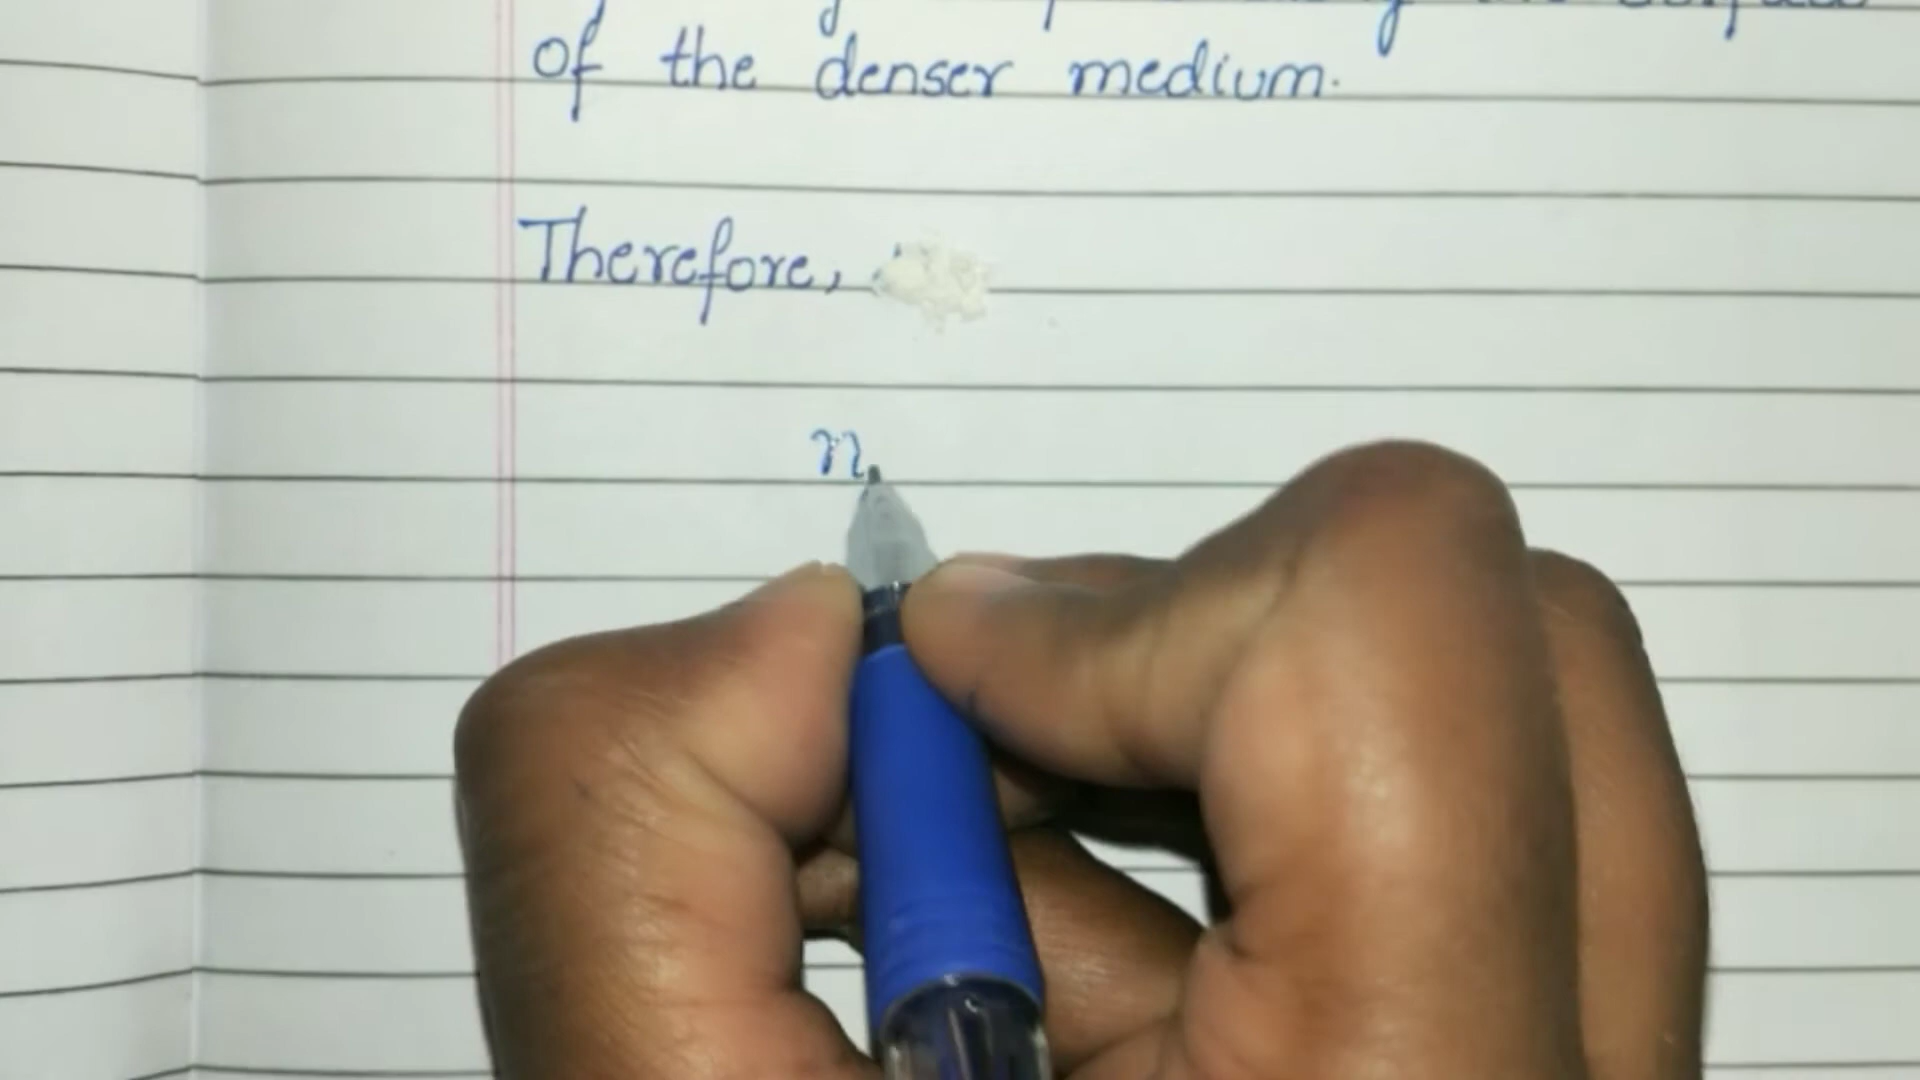 of the denser medium.
Therefore,
n